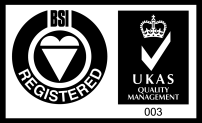 BSI
REGISTERED
UKAS
QUALITY
MANAGEMENT
003